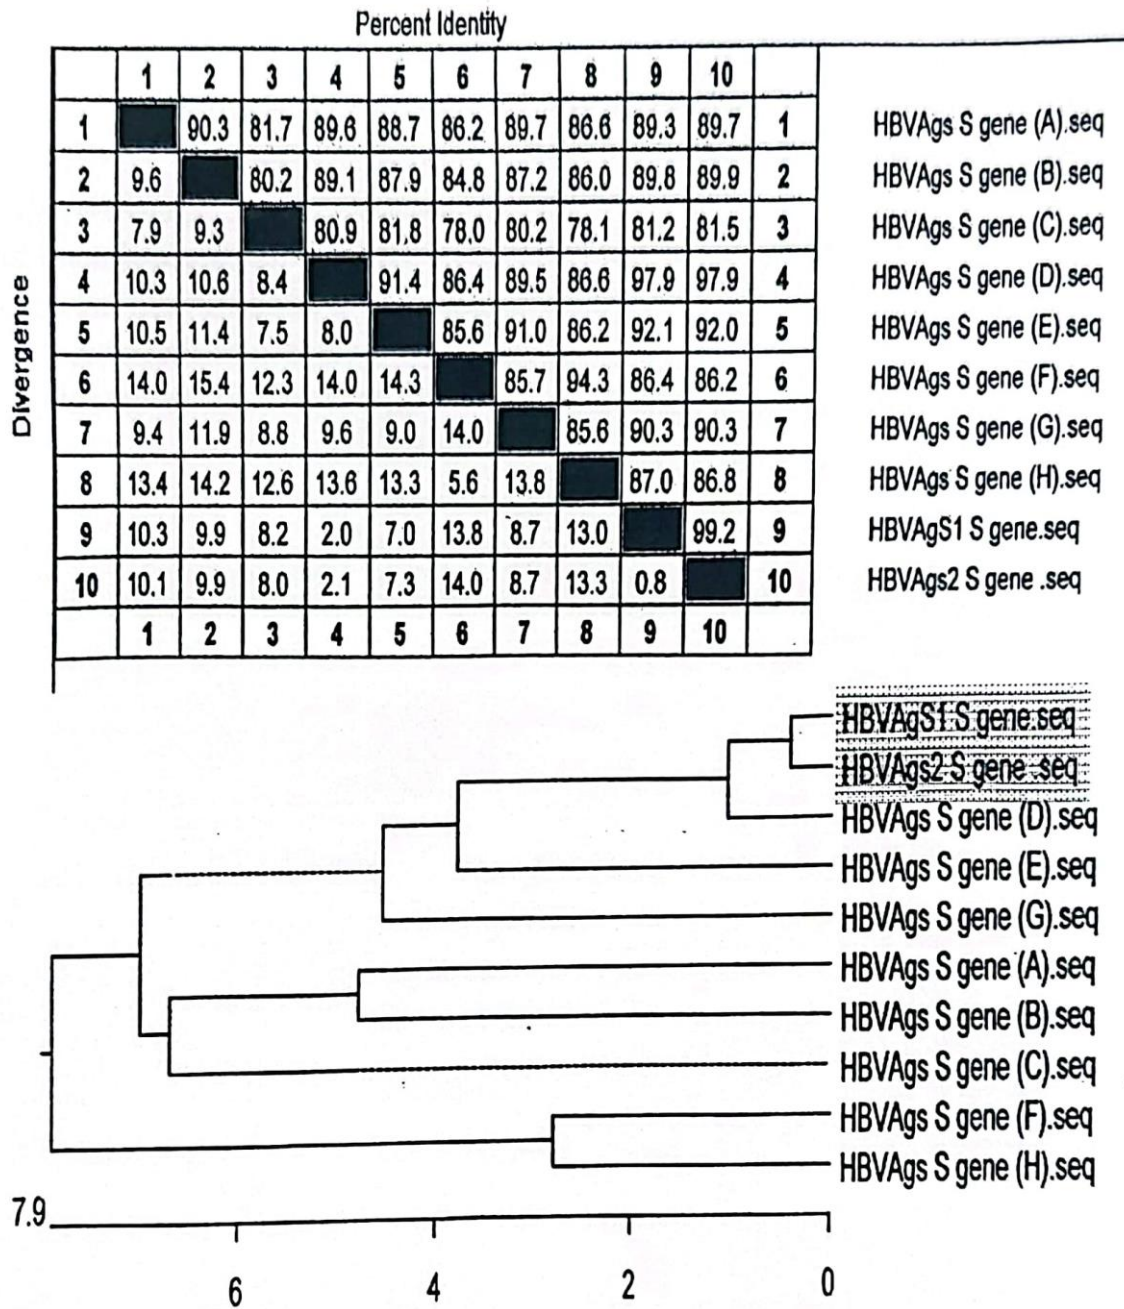 Percent Identity
1 2 3 4 5 6 7 8 9 10
1 90.3 81.7 89.6 88.7 86.2 89.7 86.6 89.3 89.7 1 HBVAgs S gene (A).seq
2 9.6 80.2 89.1 87.9 84.8 87.2 86.0 89.8 89.9 2 HBVAgs S gene (B).seq
3 7.9 9.3 80.9 81.8 78.0 80.2 78.1 81.2 81.5 3 HBVAgs S gene (C).seq
4 10.3 10.6 8.4 91.4 86.4 89.5 86.6 97.9 97.9 4 HBVAgs S gene (D).seq
5 10.5 11.4 7.5 8.0 85.6 91.0 86.2 92.1 92.0 5 HBVAgs S gene (E).seq
6 14.0 15.4 12.3 14.0 14.3 85.7 94.3 86.4 86.2 6 HBVAgs S gene (F).seq
7 9.4 11.9 8.8 9.6 9.0 14.0 85.6 90.3 90.3 7 HBVAgs S gene (G).seq
8 13.4 14.2 12.6 13.6 13.3 5.6 13.8 87.0 86.8 8 HBVAgs S gene (H).seq
9 10.3 9.9 8.2 2.0 7.0 13.8 8.7 13.0 99.2 9 HBVAgS1 S gene.seq
10 10.1 9.9 8.0 2.1 7.3 14.0 8.7 13.3 0.8 10 HBVAgs2 S gene .seq
1 2 3 4 5 6 7 8 9 10
Divergence
HBVAgS1 S gene.seq
HBVAgs2 S gene .seq
HBVAgs S gene (D).seq
HBVAgs S gene (E).seq
HBVAgs S gene (G).seq
HBVAgs S gene (A).seq
HBVAgs S gene (B).seq
HBVAgs S gene (C).seq
HBVAgs S gene (F).seq
HBVAgs S gene (H).seq
7.9
6 4 2 0